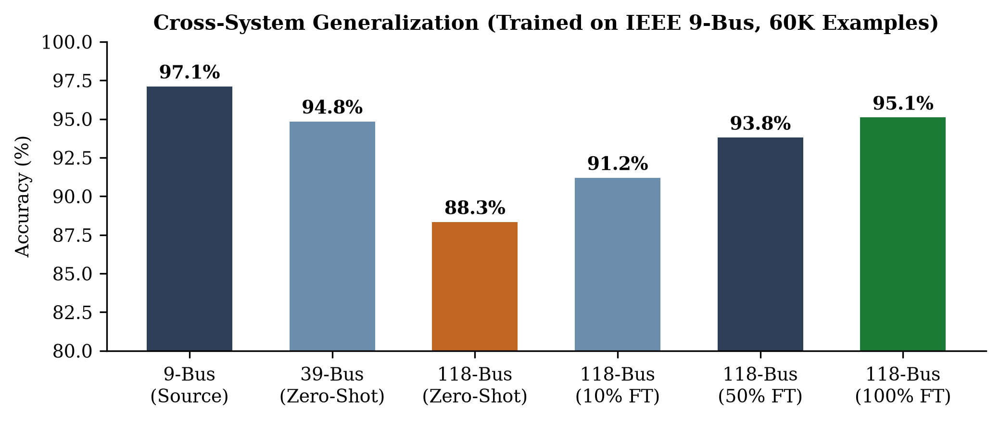 Cross-System Generalization (Trained on IEEE 9-Bus, 60K Examples)
Accuracy (%)
100.0
97.5
95.0
92.5
90.0
87.5
85.0
82.5
80.0
97.1%
94.8%
88.3%
91.2%
93.8%
95.1%
9-Bus
(Source)
39-Bus
(Zero-Shot)
118-Bus
(Zero-Shot)
118-Bus
(10% FT)
118-Bus
(50% FT)
118-Bus
(100% FT)